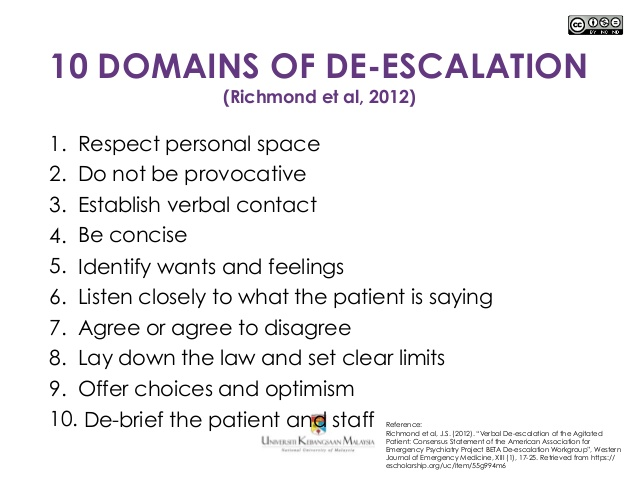 BY NC ND
10 DOMAINS OF DE-ESCALATION
(Richmond et al, 2012)
1. Respect personal space
2. Do not be provocative
3. Establish verbal contact
4. Be concise
5. Identify wants and feelings
6. Listen closely to what the patient is saying
7. Agree or agree to disagree
8. Lay down the law and set clear limits
9. Offer choices and optimism
10. De-brief the patient and staff
UNIVERSITI KEBANGSAAN MALAYSIA
National University of Malaysia
Reference:
Richmond et al, J.S. (2012). "Verbal De-escalation of the Agitated
Patient: Consensus Statement of the American Association for
Emergency Psychiatry Project BETA De-escalation Workgroup", Western
Journal of Emergency Medicine, XIII (1), 17-25. Retrieved from https://
escholarship.org/uc/item/55g994m6